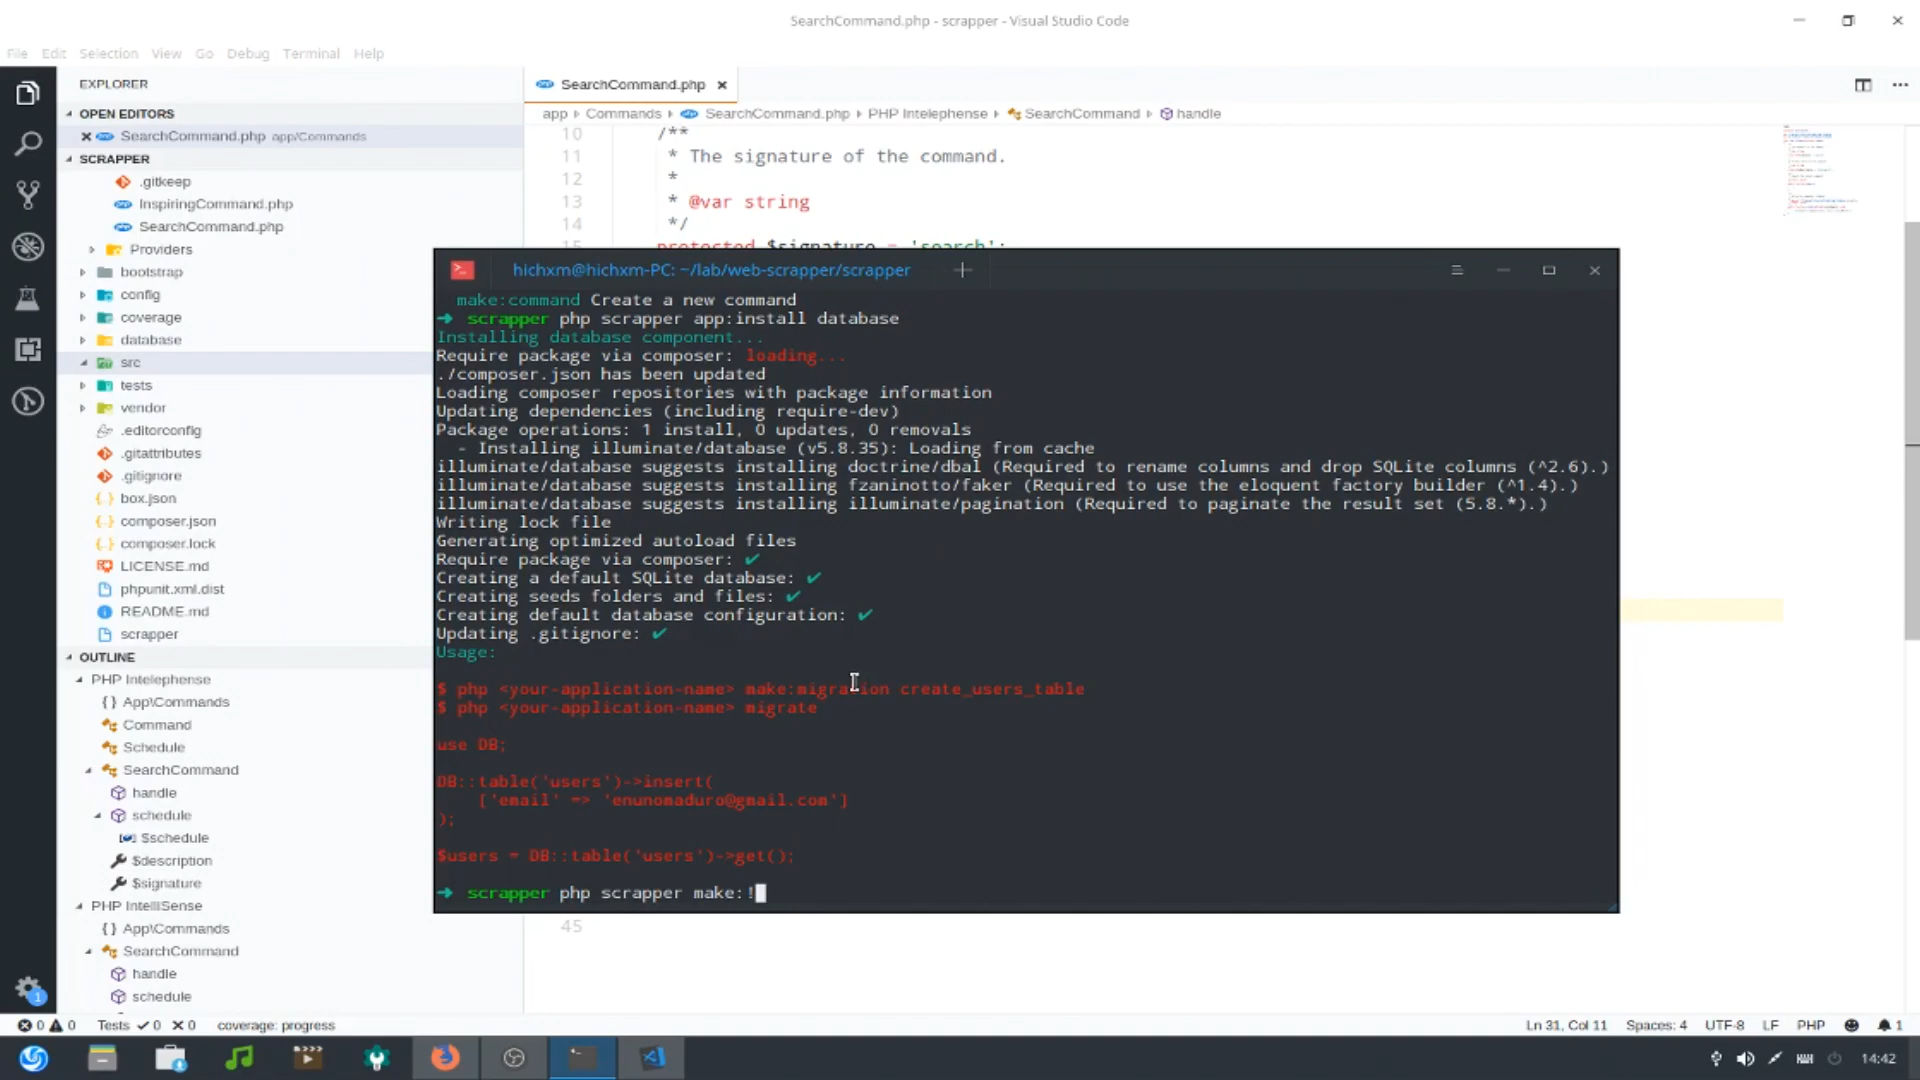 SearchCommand.php - scrapper - Visual Studio Code
File Edit Selection View Go Debug Terminal Help
EXPLORER
OPEN EDITORS
SearchCommand.php app/Commands
SCRAPPER
.gitkeep
InspiringCommand.php
SearchCommand.php
Providers
bootstrap
config
coverage
database
src
tests
vendor
.editorconfig
.gitattributes
.gitignore
box.json
composer.json
composer.lock
LICENSE.md
phpunit.xml.dist
README.md
scrapper
OUTLINE
PHP Intelephense
App\Commands
Command
Schedule
SearchCommand
handle
schedule
$schedule
$description
$signature
PHP IntelliSense
App\Commands
SearchCommand
handle
schedule
SearchCommand.php
app Commands SearchCommand.php PHP Intelephense SearchCommand handle
10 /**
11 * The signature of the command.
12 *
13 * @var string
14 */
15 protected $signature = 'search';
hichxm@hichxm-PC: ~/lab/web-scrapper/scrapper
make:command Create a new command
➜ scrapper php scrapper app:install database
Installing database component...
Require package via composer: loading...
./composer.json has been updated
Loading composer repositories with package information
Updating dependencies (including require-dev)
Package operations: 1 install, 0 updates, 0 removals
- Installing illuminate/database (v5.8.35): Loading from cache
illuminate/database suggests installing doctrine/dbal (Required to rename columns and drop SQLite columns (^2.6).)
illuminate/database suggests installing fzaninotto/faker (Required to use the eloquent factory builder (^1.4).)
illuminate/database suggests installing illuminate/pagination (Required to paginate the result set (5.8.*).)
Writing lock file
Generating optimized autoload files
Require package via composer: ✔
Creating a default SQLite database: ✔
Creating seeds folders and files: ✔
Creating default database configuration: ✔
Updating .gitignore: ✔
Usage:
$ php <your-application-name> make:migration create_users_table
$ php <your-application-name> migrate
use DB;
DB::table('users')->insert(
['email' => 'enunomaduro@gmail.com']
);
$users = DB::table('users')->get();
➜ scrapper php scrapper make:!
45
0 0 Tests ✓ 0 ✕ 0 coverage: progress
Ln 31, Col 11 Spaces: 4 UTF-8 LF PHP 1
1
14:42